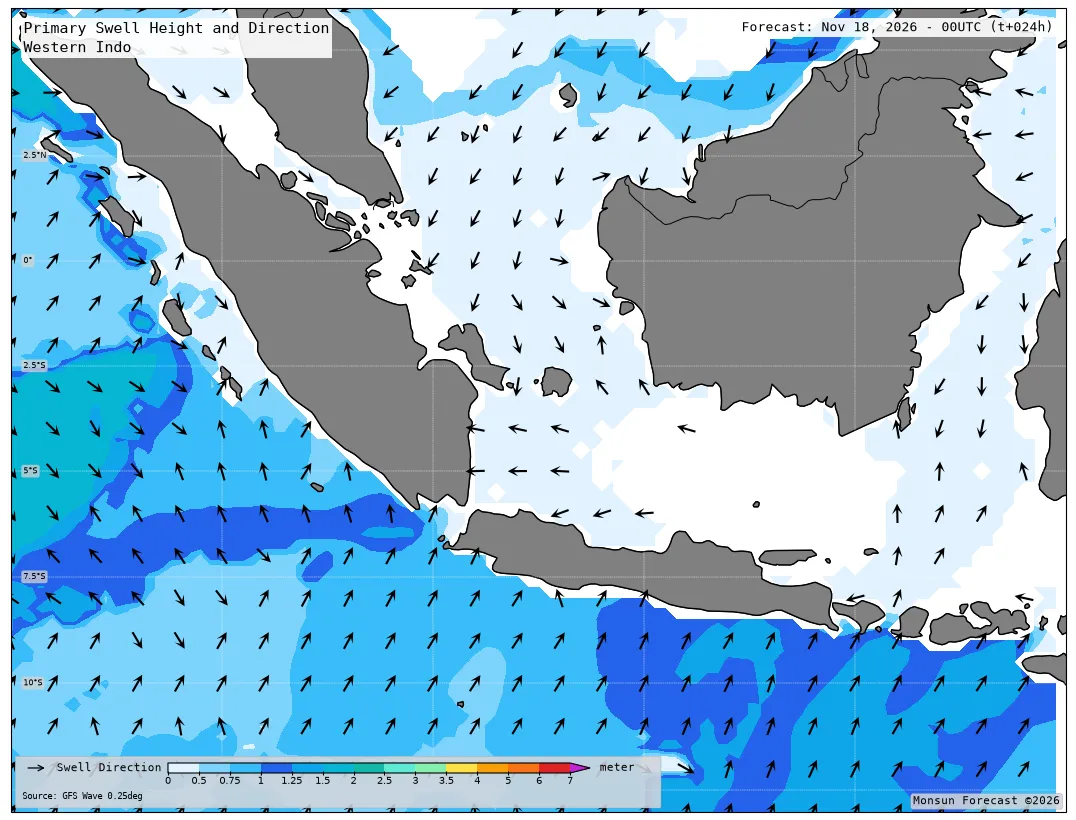 Primary Swell Height and Direction
Western Indo
Forecast: Nov 18, 2026 - 00UTC (t+024h)
2.5°N
0°
2.5°S
5°S
7.5°S
10°S
Swell Direction
meter
0 0.5 0.75 1 1.25 1.5 2 2.5 3 3.5 4 5 6 7
Source: GFS Wave 0.25deg
Monsun Forecast ©2026